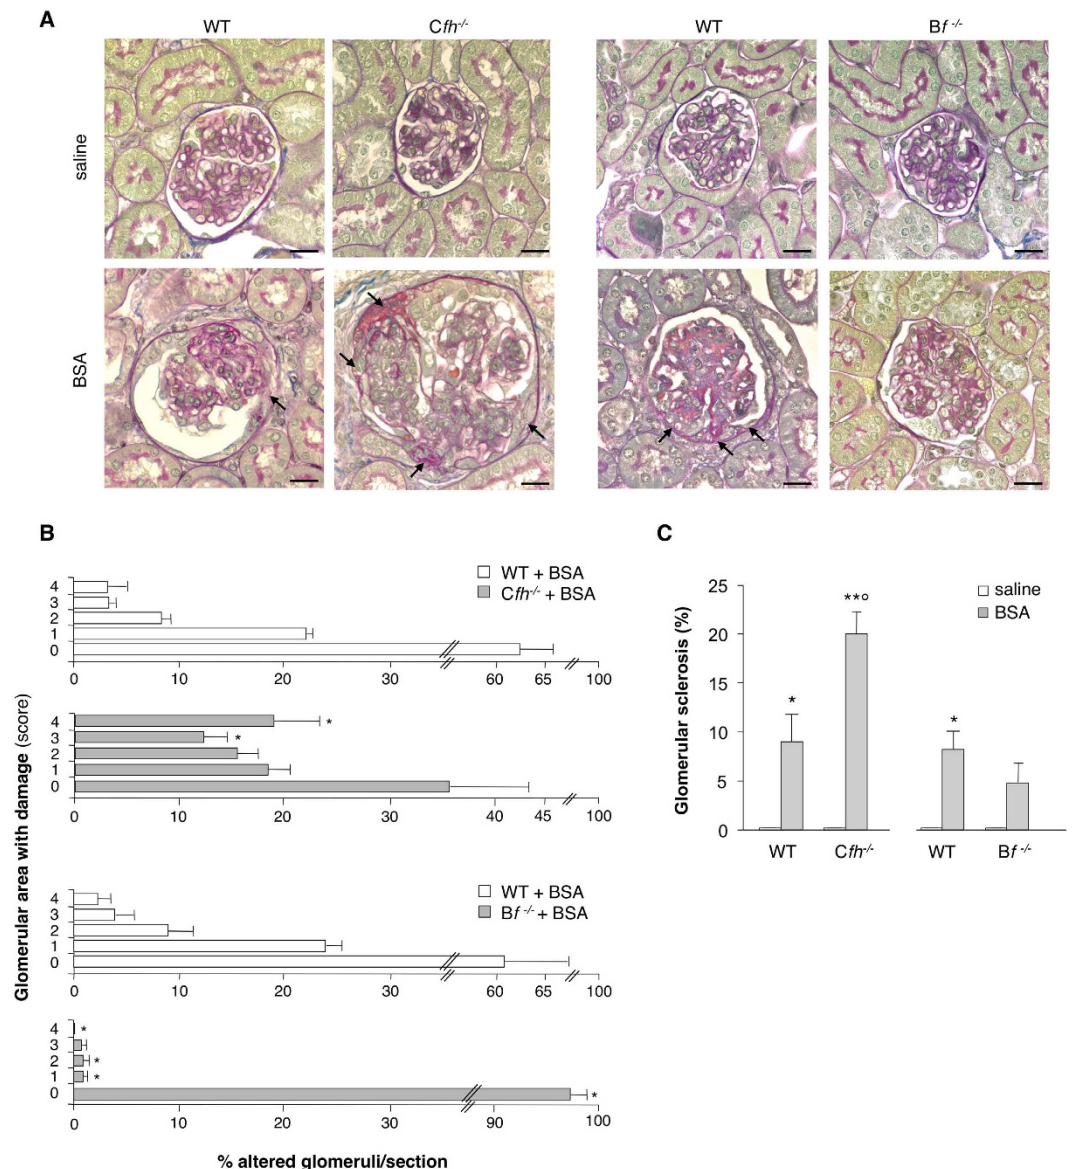 A
WT
Cfh-/-
WT
Bf -/-
saline
BSA
B
WT + BSA
Cfh-/- + BSA
4
3
2
1
0
0 10 20 30 60 65 100
4
*
3
*
2
1
0
0 10 20 30 40 45 100
Glomerular area with damage (score)
WT + BSA
Bf -/- + BSA
4
3
2
1
0
0 10 20 30 60 65 100
4
*
3
2
*
1
*
0
*
0 10 20 30 90 100
% altered glomeruli/section
C
Glomerular sclerosis (%)
saline
BSA
25
20
15
10
5
0
*
**°
*
WT
Cfh-/-
WT
Bf -/-